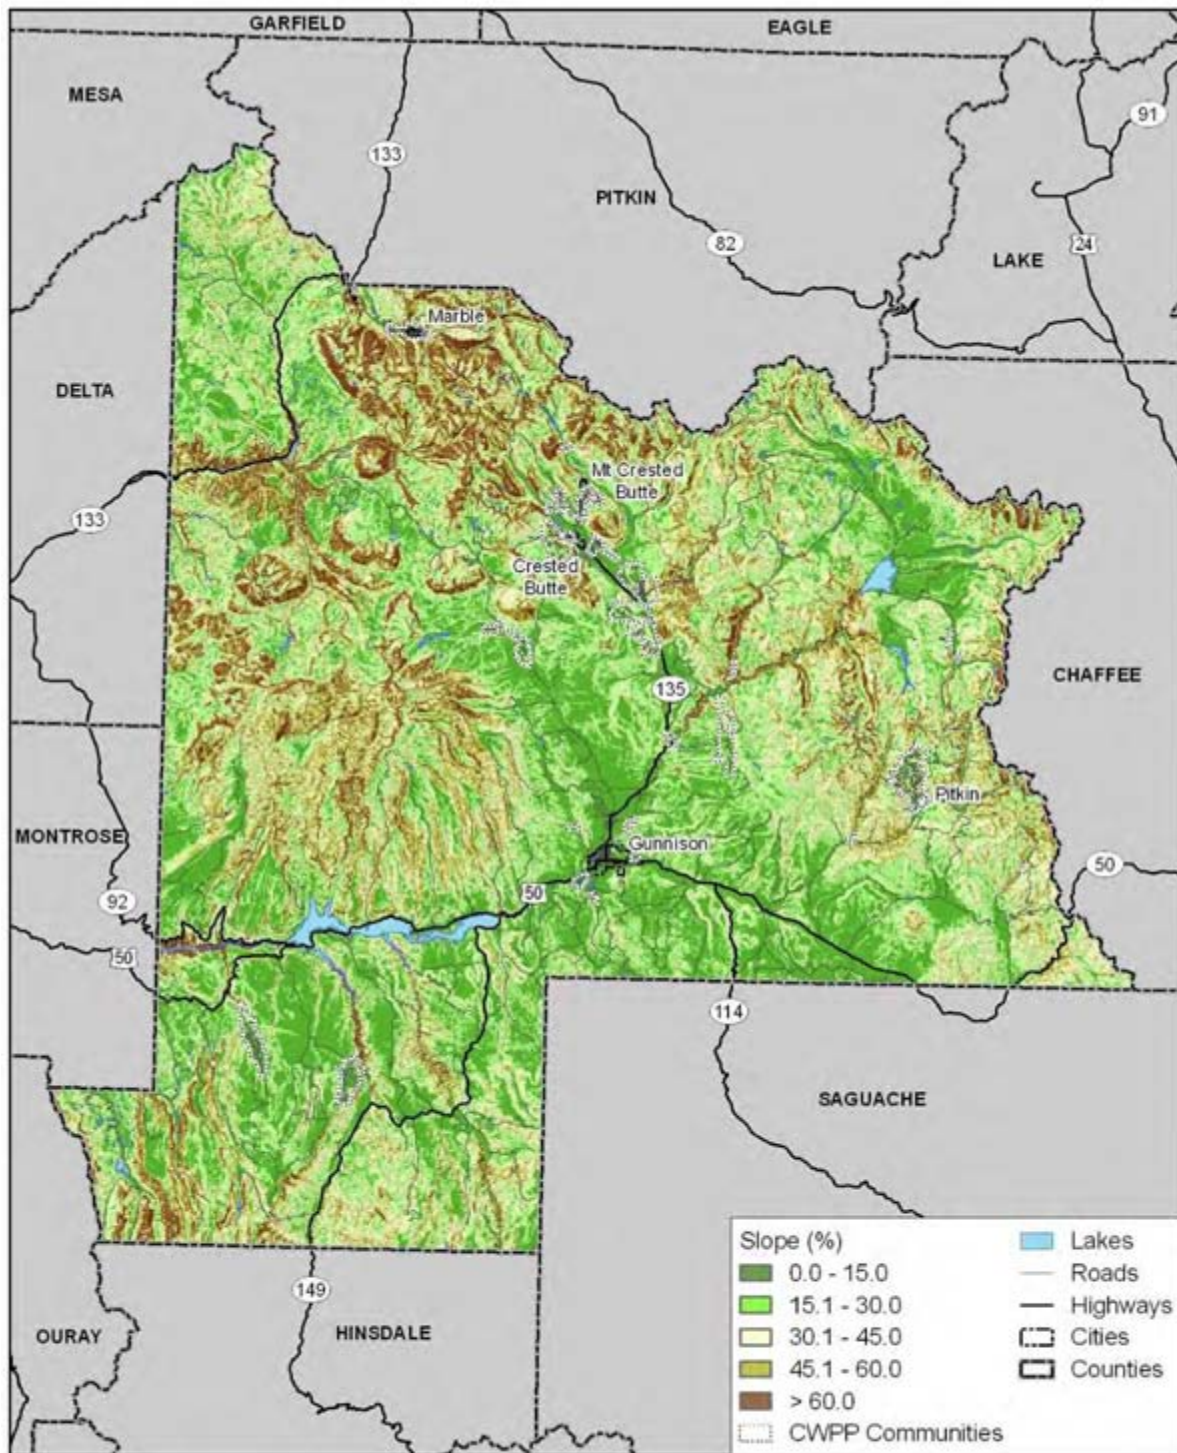 GARFIELD
EAGLE
MESA
91
133
PITKIN
82
24
LAKE
Marble
DELTA
Mt Crested
Butte
133
Crested
Butte
135
CHAFFEE
Pitkin
MONTROSE
Gunnison
50
50
92
50
114
SAGUACHE
149
OURAY
HINSDALE
Slope (%)
0.0 - 15.0
15.1 - 30.0
30.1 - 45.0
45.1 - 60.0
> 60.0
CWPP Communities
Lakes
Roads
Highways
Cities
Counties